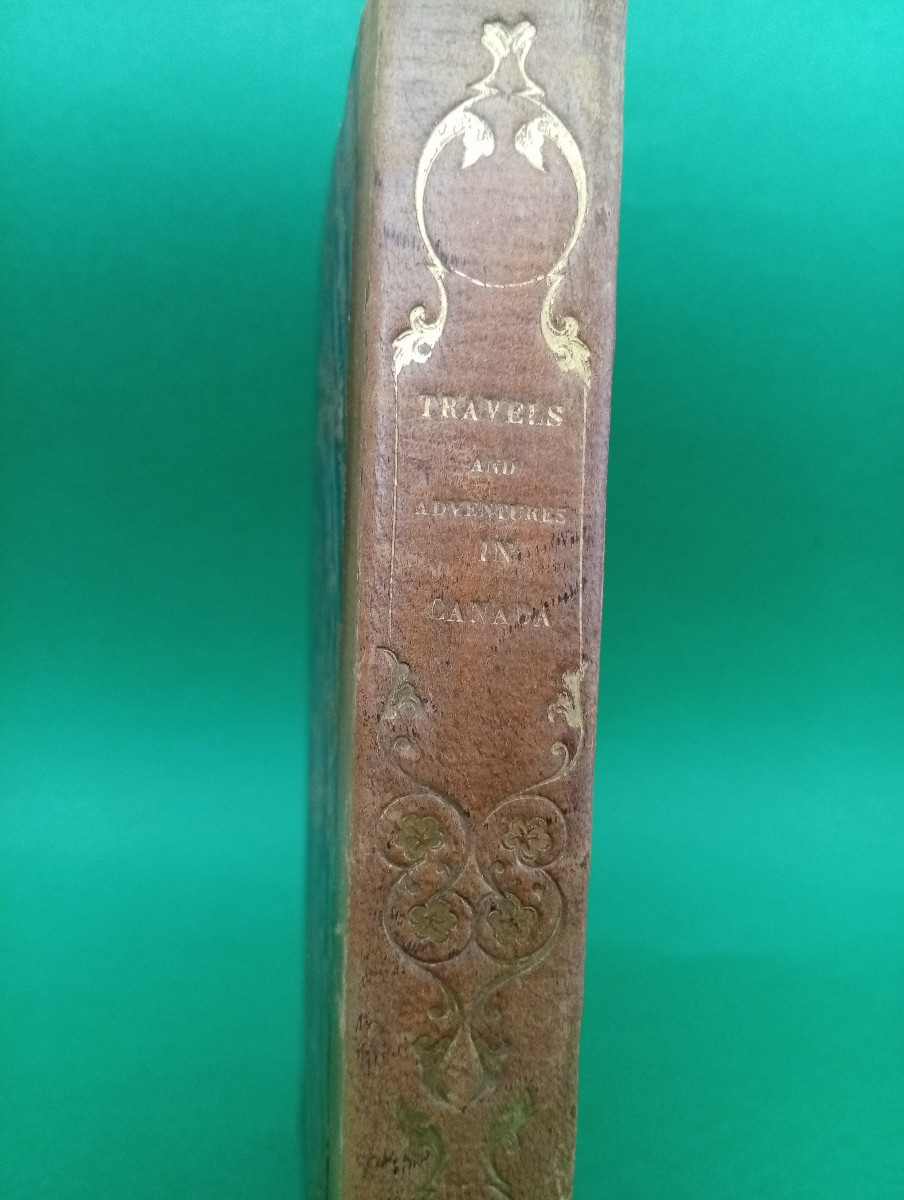 TRAVELS
AND
ADVENTURES
IN
CANADA